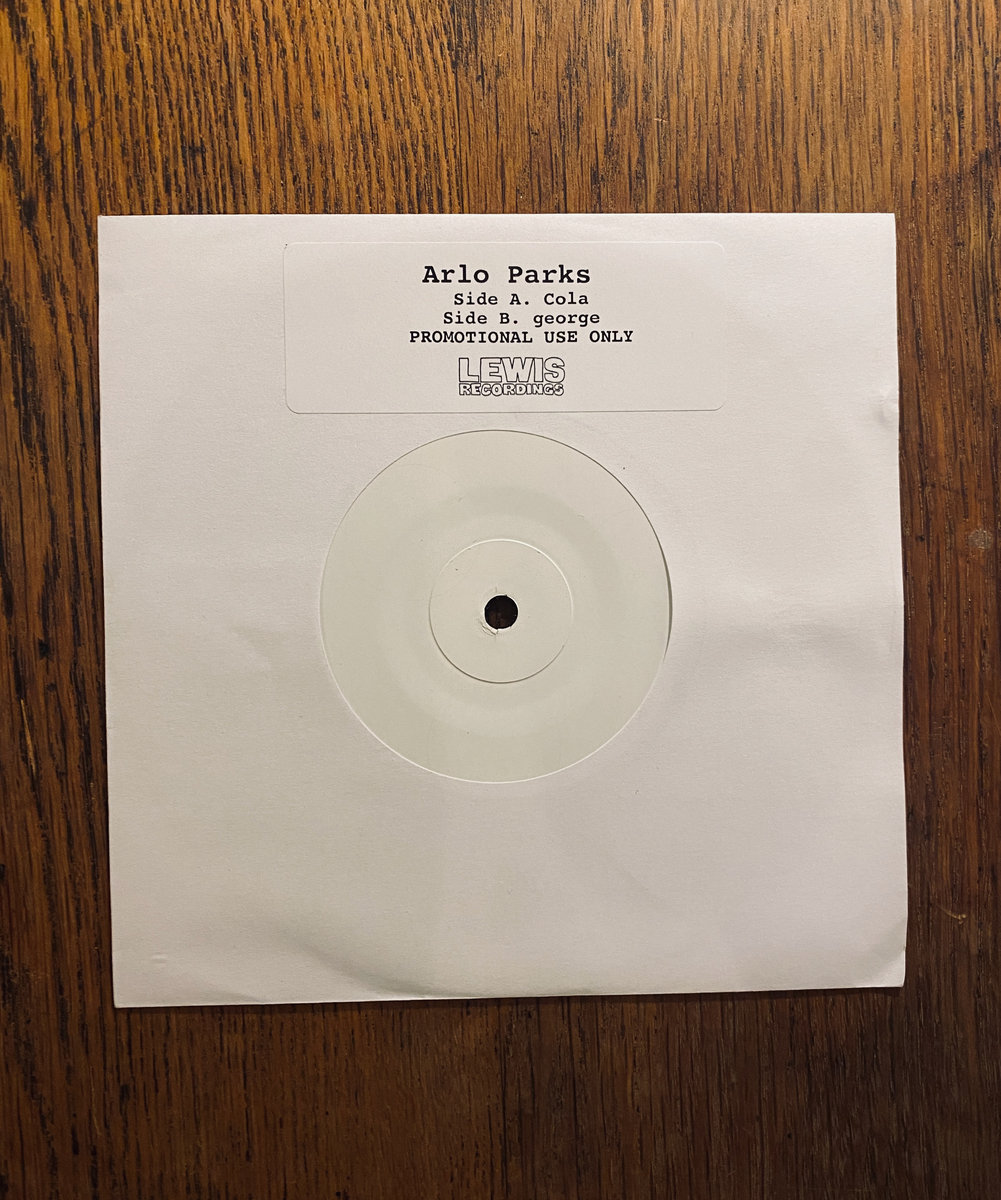 Arlo Parks
Side A. Cola
Side B. george
PROMOTIONAL USE ONLY
LEWIS
RECORDINGS